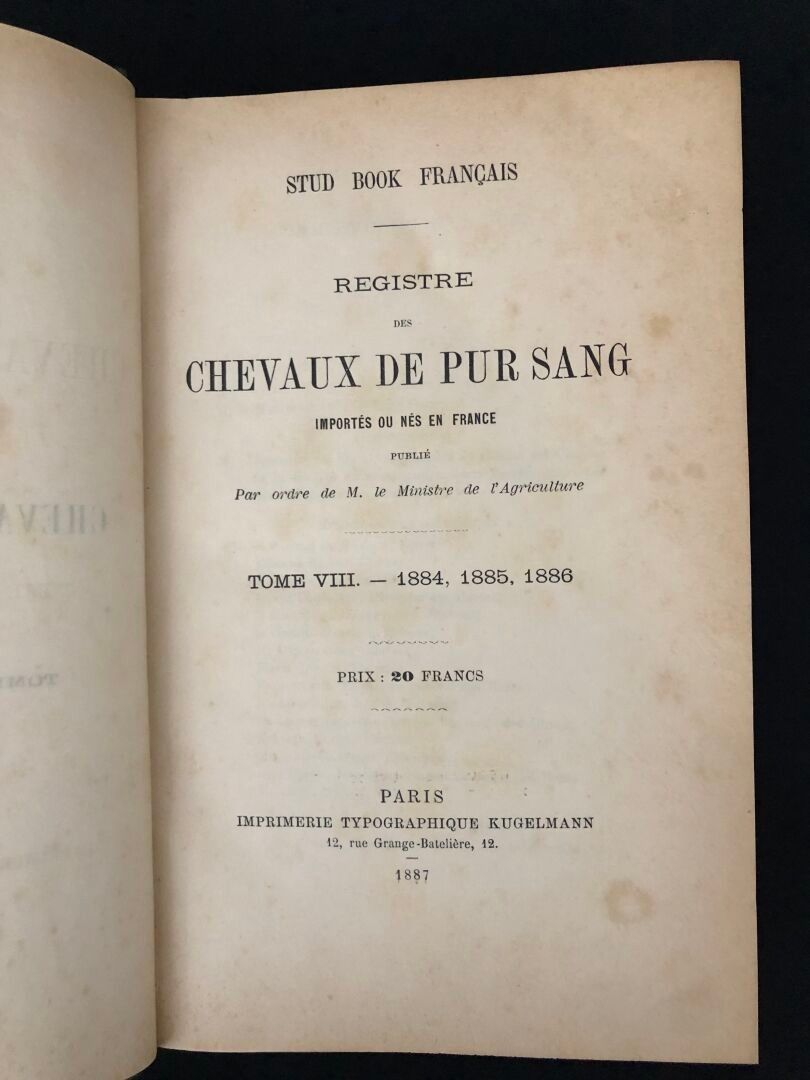 STUD BOOK FRANÇAIS
REGISTRE
DES
CHEVAUX DE PUR SANG
IMPORTÉS OU NÉS EN FRANCE
PUBLIÉ
Par ordre de M. le Ministre de l'Agriculture
TOME VIII. — 1884, 1885, 1886
PRIX : 20 FRANCS
PARIS
IMPRIMERIE TYPOGRAPHIQUE KUGELMANN
12, rue Grange-Batelière, 12.
1887